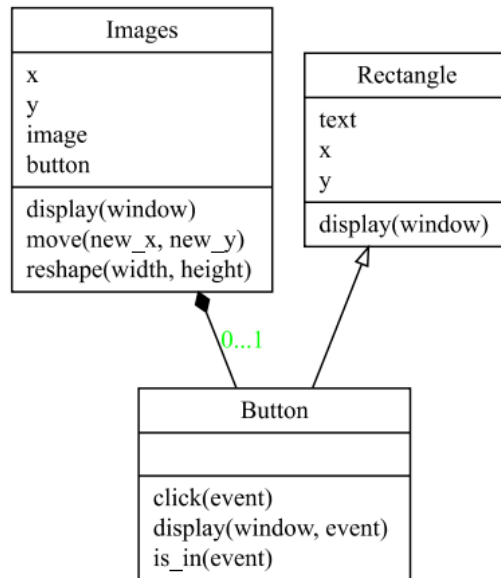 Images
x
y
image
button
display(window)
move(new_x, new_y)
reshape(width, height)
Rectangle
text
x
y
display(window)
0...1
Button
click(event)
display(window, event)
is_in(event)